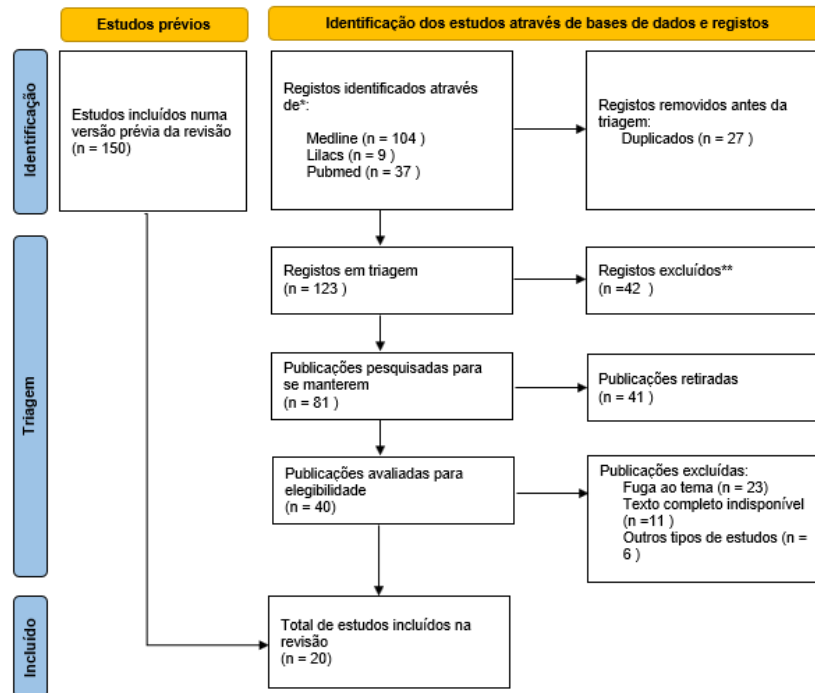 Estudos prévios
Identificação dos estudos através de bases de dados e registos
Identificação
Estudos incluídos numa
versão prévia da revisão
(n = 150)
Registos identificados através
de*:
Medline (n = 104 )
Lilacs (n = 9 )
Pubmed (n = 37 )
Registos removidos antes da
triagem:
Duplicados (n = 27 )
Triagem
Registos em triagem
(n = 123 )
Registos excluídos**
(n =42 )
Publicações pesquisadas para
se manterem
(n = 81 )
Publicações retiradas
(n = 41 )
Publicações avaliadas para
elegibilidade
(n = 40)
Publicações excluídas:
Fuga ao tema (n = 23)
Texto completo indisponível
(n =11 )
Outros tipos de estudos (n =
6 )
Incluído
Total de estudos incluídos na
revisão
(n = 20)